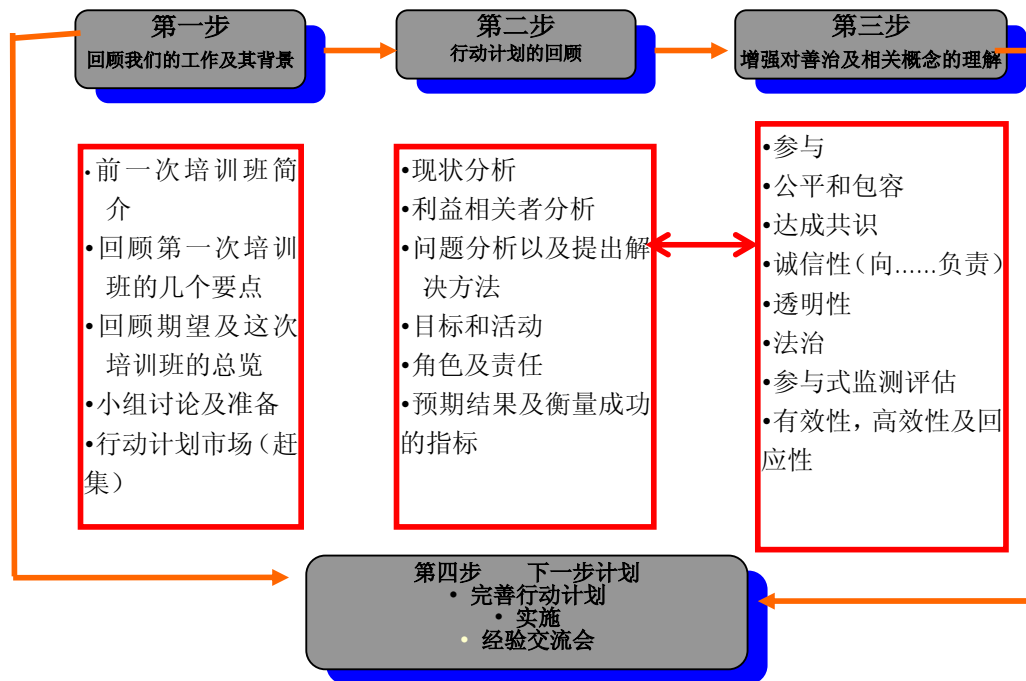 第一步
回顾我们的工作及其背景
第二步
行动计划的回顾
第三步
增强对善治及相关概念的理解
•前一次培训班简
介
•回顾第一次培训
班的几个要点
•回顾期望及这次
培训班的总览
•小组讨论及准备
•行动计划市场（赶
集）
•现状分析
•利益相关者分析
•问题分析以及提出解
决方法
•目标和活动
•角色及责任
•预期结果及衡量成功
的指标
•参与
•公平和包容
•达成共识
•诚信性（向……负责）
•透明性
•法治
•参与式监测评估
•有效性，高效性及回
应性
第四步 下一步计划
• 完善行动计划
• 实施
• 经验交流会